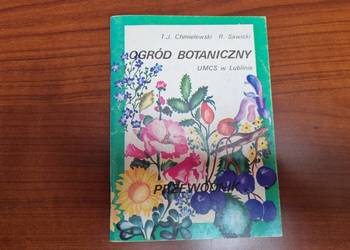 T.J. Chmielewski R. Sawicki
OGRÓD BOTANICZNY
UMCS w Lublinie
PRZEWODNIK